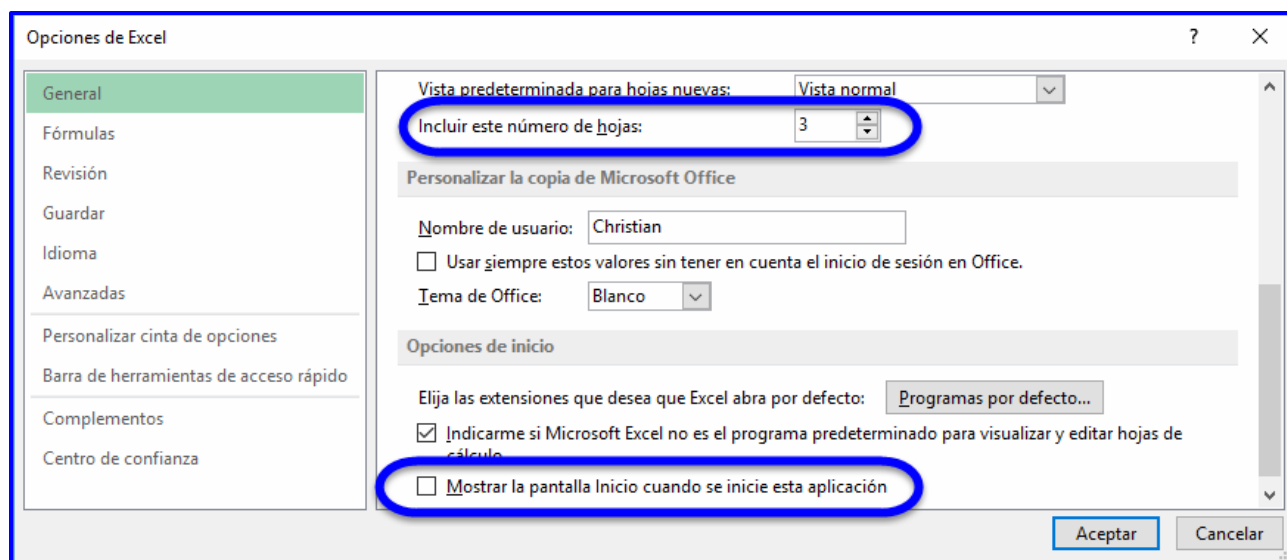 Opciones de Excel
?
General
Fórmulas
Revisión
Guardar
Idioma
Avanzadas
Personalizar cinta de opciones
Barra de herramientas de acceso rápido
Complementos
Centro de confianza
Vista predeterminada para hojas nuevas: Vista normal
Incluir este número de hojas: 3
Personalizar la copia de Microsoft Office
Nombre de usuario: Christian
Usar siempre estos valores sin tener en cuenta el inicio de sesión en Office.
Tema de Office: Blanco
Opciones de inicio
Elija las extensiones que desea que Excel abra por defecto: Programas por defecto...
Indicarme si Microsoft Excel no es el programa predeterminado para visualizar y editar hojas de
cálculo
Mostrar la pantalla Inicio cuando se inicie esta aplicación
Aceptar Cancelar